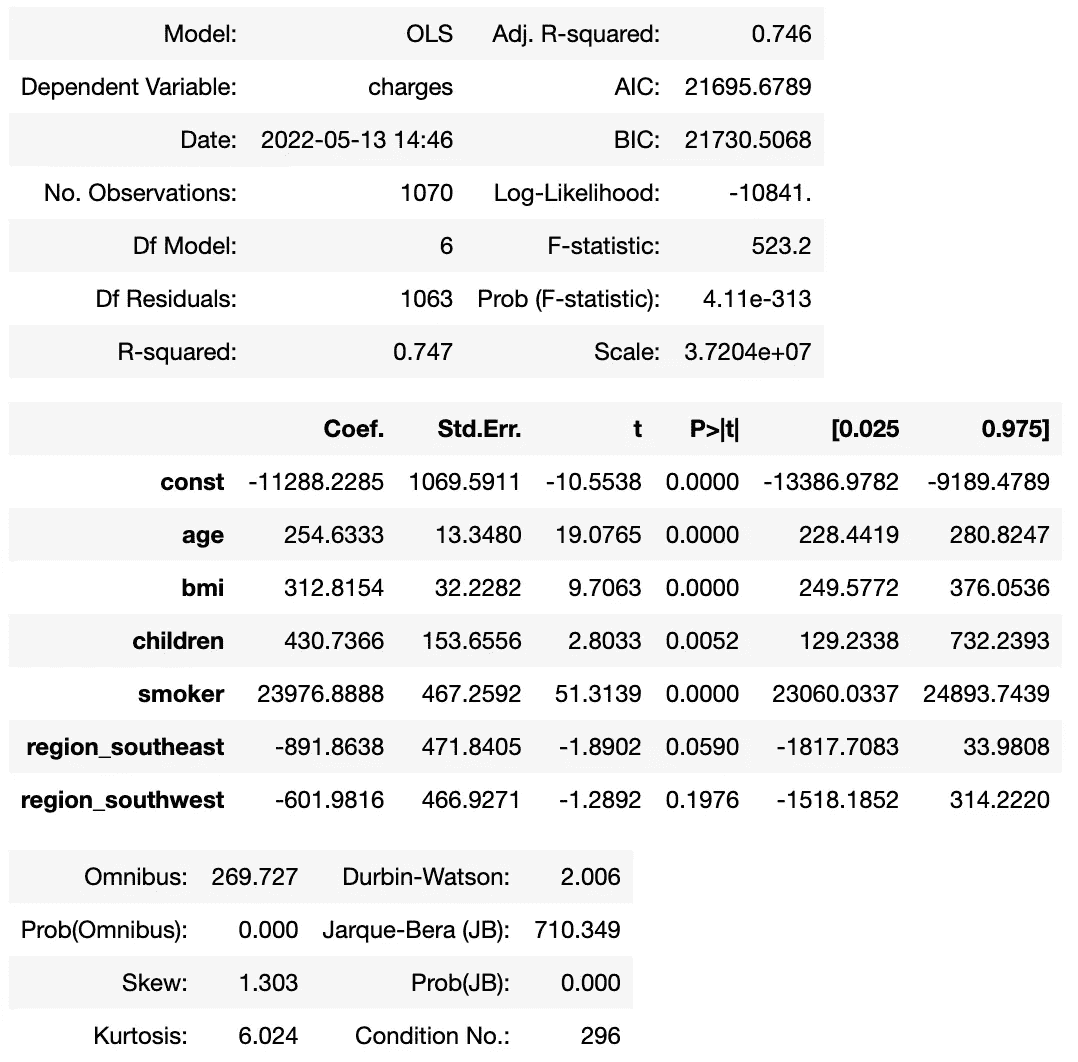 Model: OLS Adj. R-squared: 0.746
Dependent Variable: charges AIC: 21695.6789
Date: 2022-05-13 14:46 BIC: 21730.5068
No. Observations: 1070 Log-Likelihood: -10841.
Df Model: 6 F-statistic: 523.2
Df Residuals: 1063 Prob (F-statistic): 4.11e-313
R-squared: 0.747 Scale: 3.7204e+07
Coef. Std.Err. t P>|t| [0.025 0.975]
const -11288.2285 1069.5911 -10.5538 0.0000 -13386.9782 -9189.4789
age 254.6333 13.3480 19.0765 0.0000 228.4419 280.8247
bmi 312.8154 32.2282 9.7063 0.0000 249.5772 376.0536
children 430.7366 153.6556 2.8033 0.0052 129.2338 732.2393
smoker 23976.8888 467.2592 51.3139 0.0000 23060.0337 24893.7439
region_southeast -891.8638 471.8405 -1.8902 0.0590 -1817.7083 33.9808
region_southwest -601.9816 466.9271 -1.2892 0.1976 -1518.1852 314.2220
Omnibus: 269.727 Durbin-Watson: 2.006
Prob(Omnibus): 0.000 Jarque-Bera (JB): 710.349
Skew: 1.303 Prob(JB): 0.000
Kurtosis: 6.024 Condition No.: 296